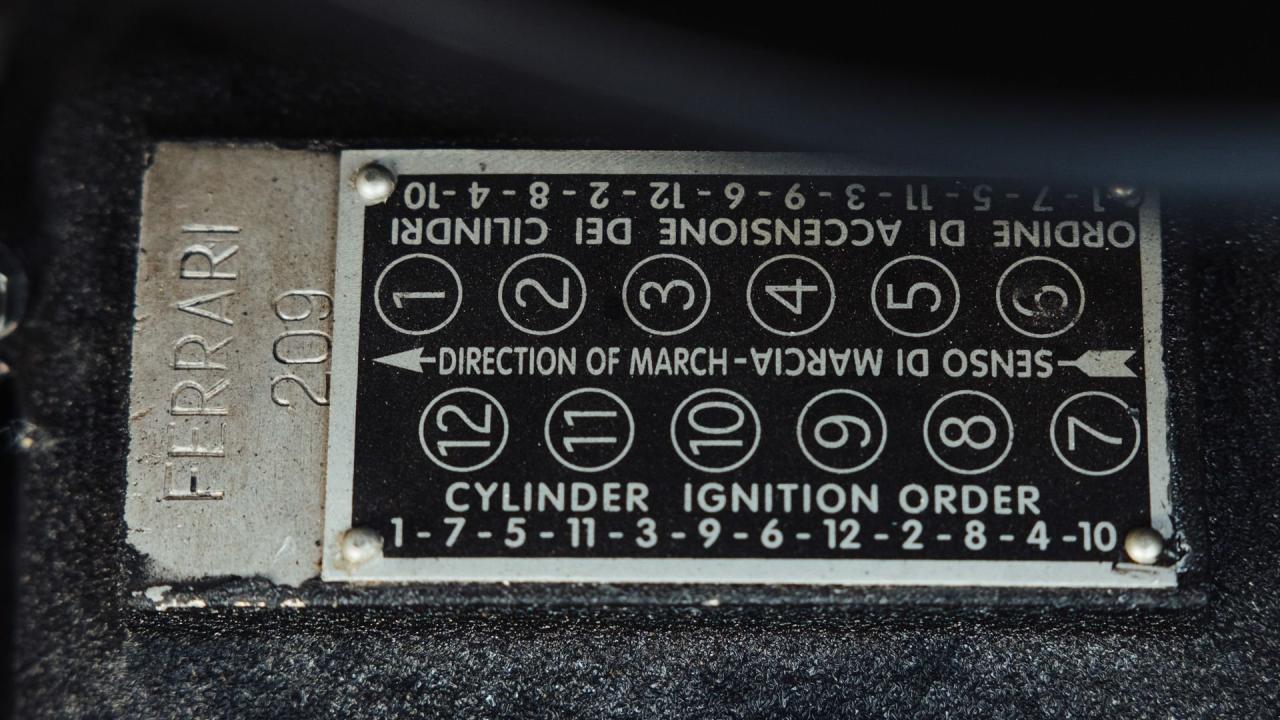 FERRARI
209
ORDINE DI ACCENSIONE DEI CILINDRI
1-7-5-11-3-9-6-12-2-8-4-10
1 2 3 4 5 6
DIRECTION OF MARCH-SENSO DI MARCIA
12 11 10 9 8 7
CYLINDER IGNITION ORDER
1-7-5-11-3-9-6-12-2-8-4-10